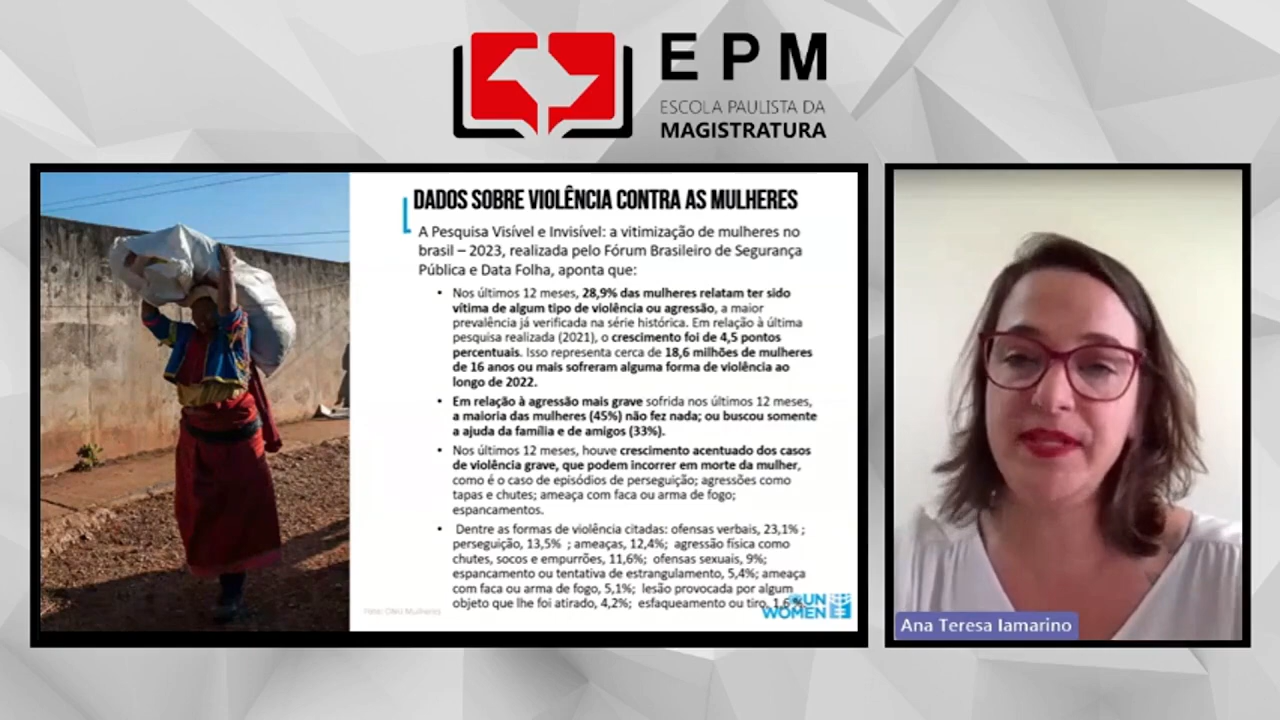 EPM
ESCOLA PAULISTA DA
MAGISTRATURA
DADOS SOBRE VIOLÊNCIA CONTRA AS MULHERES
A Pesquisa Visível e Invisível: a vitimização de mulheres no
brasil – 2023, realizada pelo Fórum Brasileiro de Segurança
Pública e Data Folha, aponta que:
• Nos últimos 12 meses, 28,9% das mulheres relatam ter sido
vítima de algum tipo de violência ou agressão, a maior
prevalência já verificada na série histórica. Em relação à última
pesquisa realizada (2021), o crescimento foi de 4,5 pontos
percentuais. Isso representa cerca de 18,6 milhões de mulheres
de 16 anos ou mais sofreram alguma forma de violência ao
longo de 2022.
• Em relação à agressão mais grave sofrida nos últimos 12 meses,
a maioria das mulheres (45%) não fez nada; ou buscou somente
a ajuda da família e de amigos (33%).
• Nos últimos 12 meses, houve crescimento acentuado dos casos
de violência grave, que podem incorrer em morte da mulher,
como é o caso de episódios de perseguição; agressões como
tapas e chutes; ameaça com faca ou arma de fogo;
espancamentos.
• Dentre as formas de violência citadas: ofensas verbais, 23,1% ;
perseguição, 13,5% ; ameaças, 12,4%; agressão física como
chutes, socos e empurrões, 11,6%; ofensas sexuais, 9%;
espancamento ou tentativa de estrangulamento, 5,4%; ameaça
com faca ou arma de fogo, 5,1%; lesão provocada por algum
objeto que lhe foi atirado, 4,2%; esfaqueamento ou tiro, 1,6%
Foto: ONU Mulheres
UN
WOMEN
Ana Teresa Iamarino